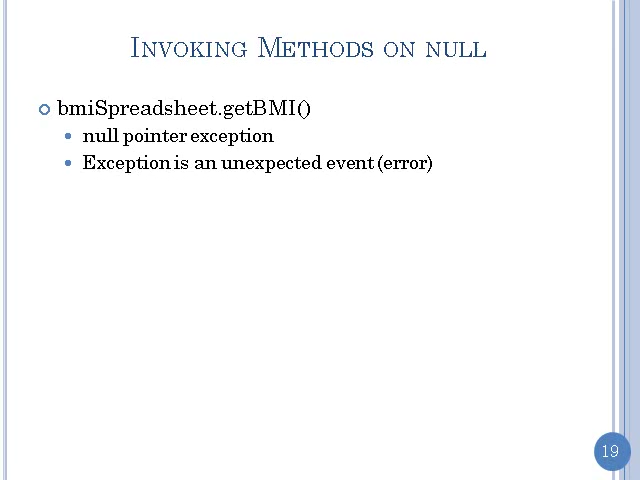 INVOKING METHODS ON NULL
bmiSpreadsheet.getBMI()
null pointer exception
Exception is an unexpected event (error)
19